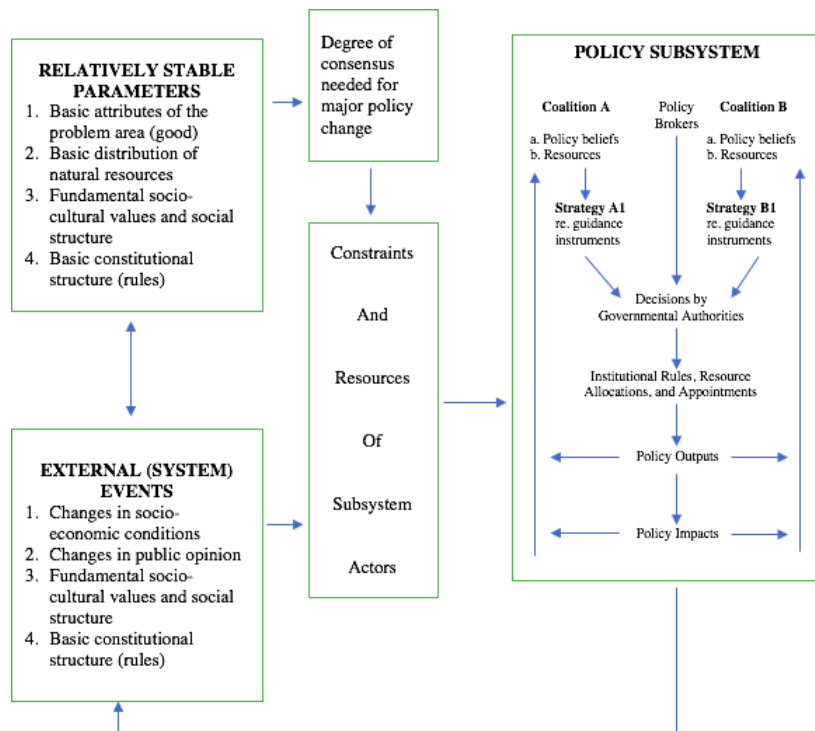 RELATIVELY STABLE
PARAMETERS
1. Basic attributes of the
problem area (good)
2. Basic distribution of
natural resources
3. Fundamental socio-
cultural values and social
structure
4. Basic constitutional
structure (rules)
Degree of
consensus
needed for
major policy
change
EXTERNAL (SYSTEM)
EVENTS
1. Changes in socio-
economic conditions
2. Changes in public opinion
3. Fundamental socio-
cultural values and social
structure
4. Basic constitutional
structure (rules)
Constraints
And
Resources
Of
Subsystem
Actors
POLICY SUBSYSTEM
Coalition A
a. Policy beliefs
b. Resources
Strategy A1
re. guidance
instruments
Policy
Brokers
Coalition B
a. Policy beliefs
b. Resources
Strategy B1
re. guidance
instruments
Decisions by
Governmental Authorities
Institutional Rules, Resource
Allocations, and Appointments
Policy Outputs
Policy Impacts